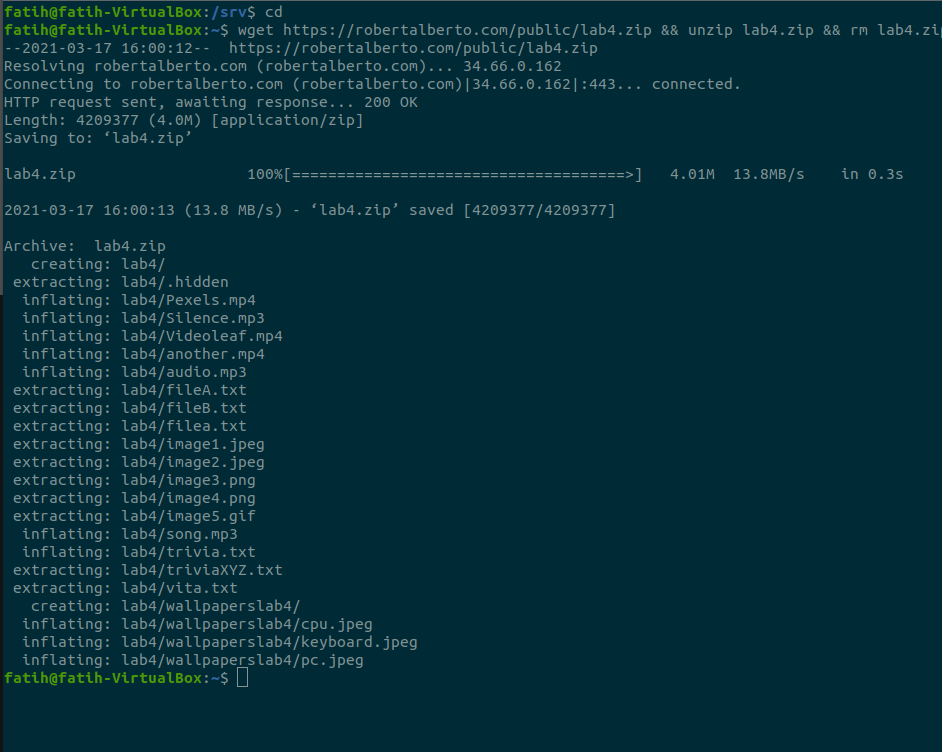 fatih@fatih-VirtualBox:/srv$ cd
fatih@fatih-VirtualBox:~$ wget https://robertalberto.com/public/lab4.zip && unzip lab4.zip && rm lab4.zip
--2021-03-17 16:00:12--  https://robertalberto.com/public/lab4.zip
Resolving robertalberto.com (robertalberto.com)... 34.66.0.162
Connecting to robertalberto.com (robertalberto.com)|34.66.0.162|:443... connected.
HTTP request sent, awaiting response... 200 OK
Length: 4209377 (4.0M) [application/zip]
Saving to: ‘lab4.zip’
lab4.zip                   100%[=====================================>]   4.01M  13.8MB/s    in 0.3s
2021-03-17 16:00:13 (13.8 MB/s) - ‘lab4.zip’ saved [4209377/4209377]
Archive:  lab4.zip
   creating: lab4/
 extracting: lab4/.hidden
  inflating: lab4/Pexels.mp4
  inflating: lab4/Silence.mp3
  inflating: lab4/Videoleaf.mp4
  inflating: lab4/another.mp4
  inflating: lab4/audio.mp3
 extracting: lab4/fileA.txt
 extracting: lab4/fileB.txt
 extracting: lab4/filea.txt
 extracting: lab4/image1.jpeg
 extracting: lab4/image2.jpeg
 extracting: lab4/image3.png
 extracting: lab4/image4.png
 extracting: lab4/image5.gif
  inflating: lab4/song.mp3
  inflating: lab4/trivia.txt
 extracting: lab4/triviaXYZ.txt
 extracting: lab4/vita.txt
   creating: lab4/wallpaperslab4/
  inflating: lab4/wallpaperslab4/cpu.jpeg
  inflating: lab4/wallpaperslab4/keyboard.jpeg
  inflating: lab4/wallpaperslab4/pc.jpeg
fatih@fatih-VirtualBox:~$